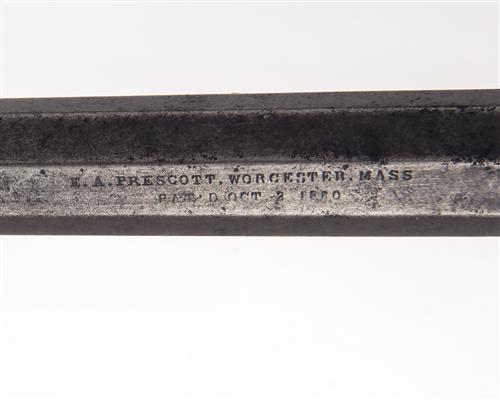 E.A.PRESCOTT, WORCESTER, MASS
PAT'D OCT. 2 1860